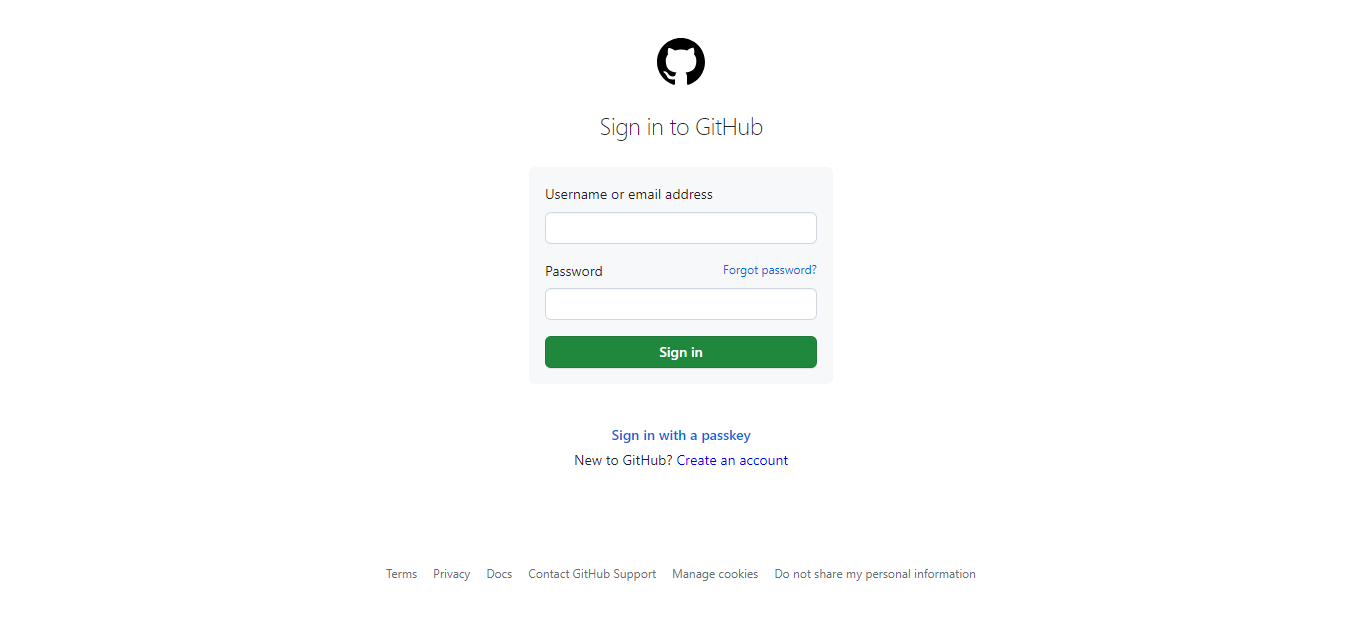 Sign in to GitHub
Username or email address
Password Forgot password?
Sign in
Sign in with a passkey
New to GitHub? Create an account
Terms Privacy Docs Contact GitHub Support Manage cookies Do not share my personal information